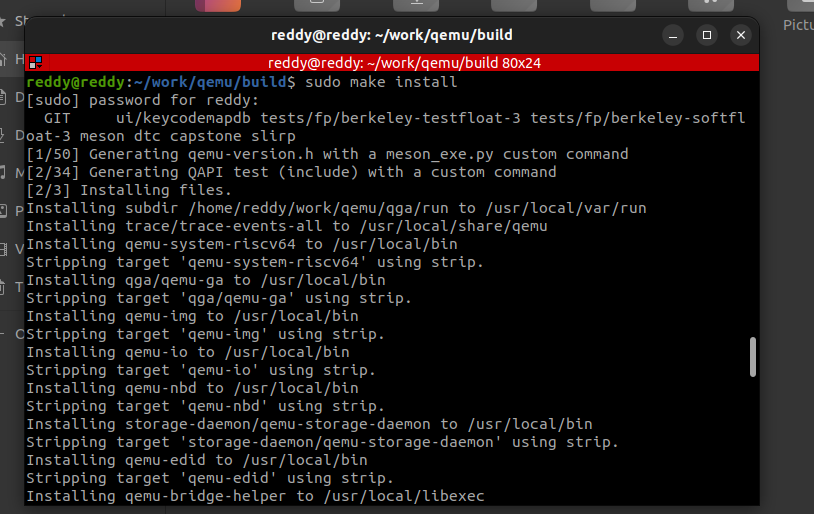 St
Pictu
H
D
D
M
P
V
T
O
reddy@reddy: ~/work/qemu/build
reddy@reddy: ~/work/qemu/build 80x24
reddy@reddy:~/work/qemu/build$ sudo make install
[sudo] password for reddy:
  GIT     ui/keycodemapdb tests/fp/berkeley-testfloat-3 tests/fp/berkeley-softfl
oat-3 meson dtc capstone slirp
[1/50] Generating qemu-version.h with a meson_exe.py custom command
[2/34] Generating QAPI test (include) with a custom command
[2/3] Installing files.
Installing subdir /home/reddy/work/qemu/qga/run to /usr/local/var/run
Installing trace/trace-events-all to /usr/local/share/qemu
Installing qemu-system-riscv64 to /usr/local/bin
Stripping target 'qemu-system-riscv64' using strip.
Installing qga/qemu-ga to /usr/local/bin
Stripping target 'qga/qemu-ga' using strip.
Installing qemu-img to /usr/local/bin
Stripping target 'qemu-img' using strip.
Installing qemu-io to /usr/local/bin
Stripping target 'qemu-io' using strip.
Installing qemu-nbd to /usr/local/bin
Stripping target 'qemu-nbd' using strip.
Installing storage-daemon/qemu-storage-daemon to /usr/local/bin
Stripping target 'storage-daemon/qemu-storage-daemon' using strip.
Installing qemu-edid to /usr/local/bin
Stripping target 'qemu-edid' using strip.
Installing qemu-bridge-helper to /usr/local/libexec